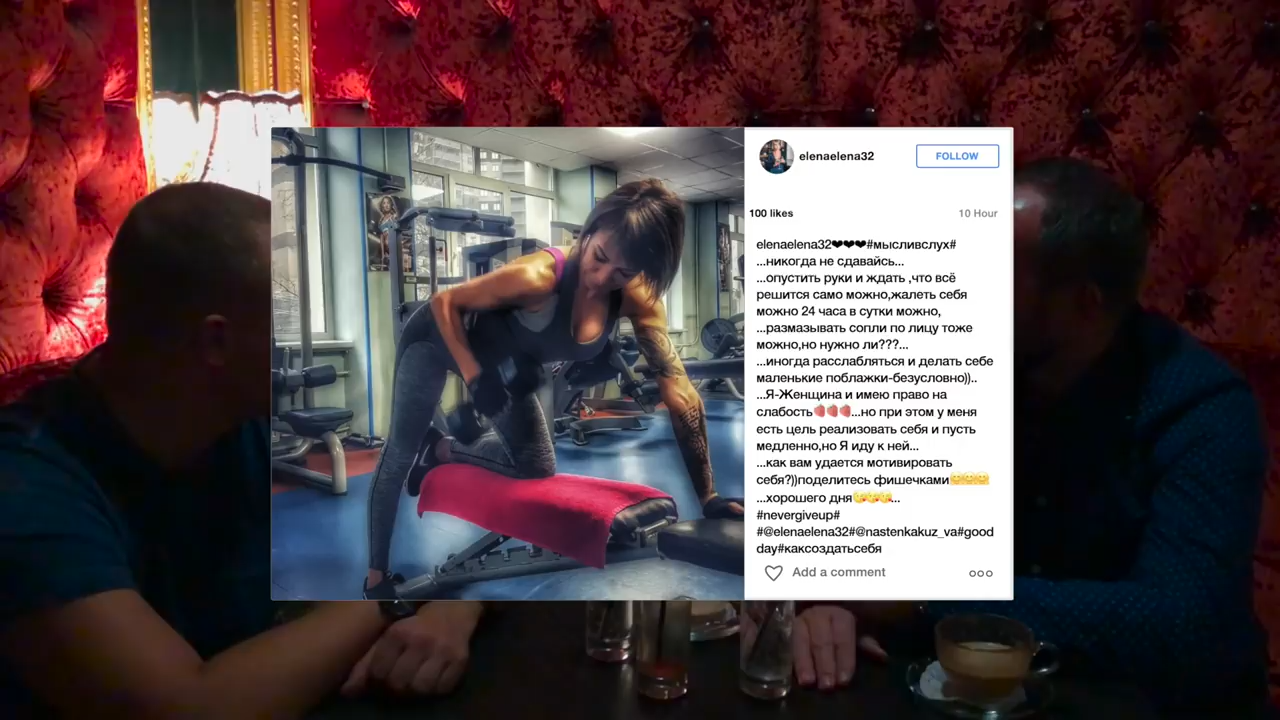 elenaelena32
FOLLOW
100 likes
10 Hour
elenaelena32❤❤❤#мысливслух#
...никогда не сдавайсь...
...опустить руки и ждать ,что всё
решится само можно,жалеть себя
можно 24 часа в сутки можно,
...размазывать сопли по лицу тоже
можно,но нужно ли???...
...иногда расслабляться и делать себе
маленькие поблажки-безусловно))..
...Я-Женщина и имею право на
слабость🍓🍓🍓...но при этом у меня
есть цель реализовать себя и пусть
медленно,но Я иду к ней...
...как вам удается мотивировать
себя?))поделитесь фишечками🤗🤗🤗
...хорошего дня😘😘😘...
#nevergiveup#
#@elenaelena32#@nastenkakuz_va#good
day#каксоздатьсебя
Add a comment